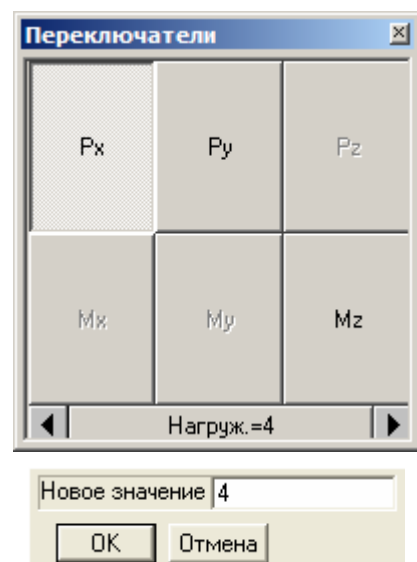 Переключатели
Px Py Pz
Mx My Mz
Нагруж.=4
Новое значение 4
OK Отмена